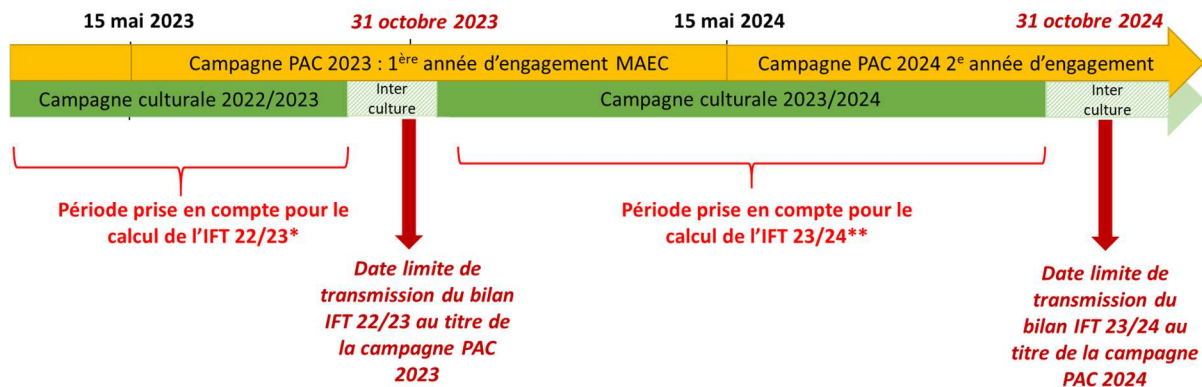 15 mai 2023
31 octobre 2023
15 mai 2024
31 octobre 2024
Campagne PAC 2023 : 1ère année d'engagement MAEC
Campagne PAC 2024 2e année d'engagement
Campagne culturale 2022/2023
Inter
culture
Campagne culturale 2023/2024
Inter
culture
Période prise en compte pour le
calcul de l'IFT 22/23*
Période prise en compte pour le
calcul de l'IFT 23/24**
Date limite de
transmission du bilan
IFT 22/23 au titre de
la campagne PAC
2023
Date limite de
transmission du
bilan IFT 23/24 au
titre de la campagne
PAC 2024